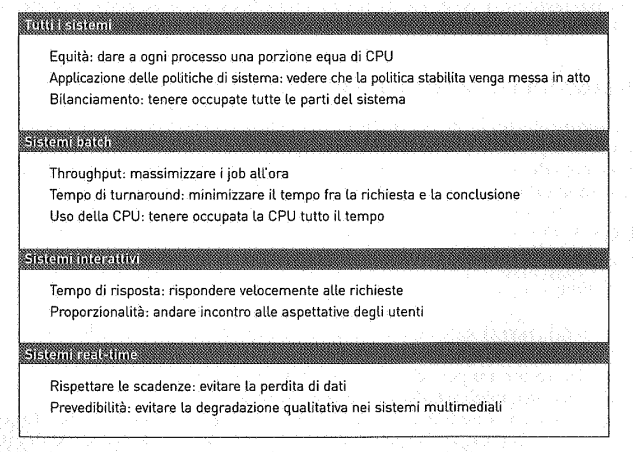 Tutti i sistemi
Equità: dare a ogni processo una porzione equa di CPU
Applicazione delle politiche di sistema: vedere che la politica stabilita venga messa in atto
Bilanciamento: tenere occupate tutte le parti del sistema
Sistemi batch
Throughput: massimizzare i job all'ora
Tempo di turnaround: minimizzare il tempo fra la richiesta e la conclusione
Uso della CPU: tenere occupata la CPU tutto il tempo
Sistemi interattivi
Tempo di risposta: rispondere velocemente alle richieste
Proporzionalità: andare incontro alle aspettative degli utenti
Sistemi real-time
Rispettare le scadenze: evitare la perdita di dati
Prevedibilità: evitare la degradazione qualitativa nei sistemi multimediali